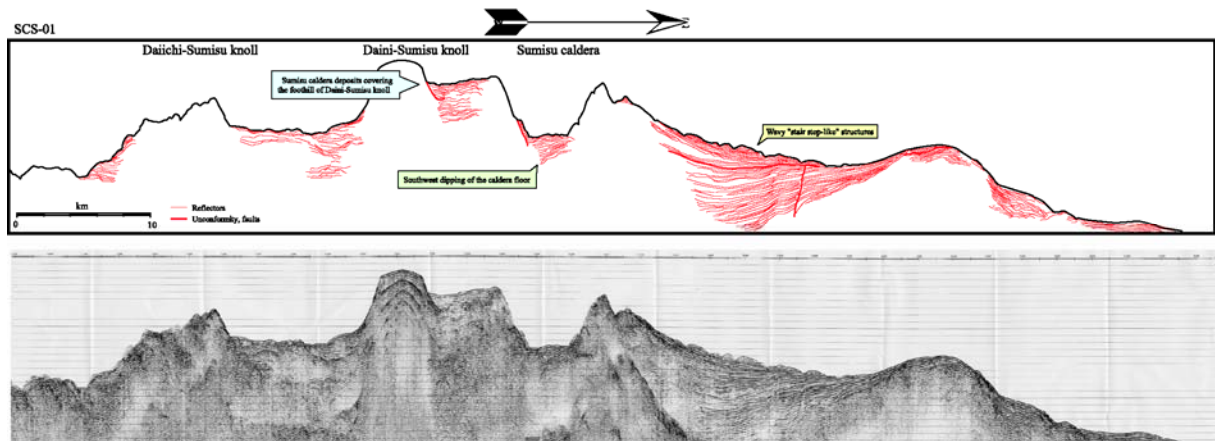 SCS-01
Daiichi-Sumisu knoll
Daini-Sumisu knoll
Sumisu caldera
Sumisu caldera deposits covering
the foothill of Daini-Sumisu knoll
Wavy "stair step-like" structures
Southwest dipping of the caldera floor
km
0
10
Reflectors
Unconformity, faults